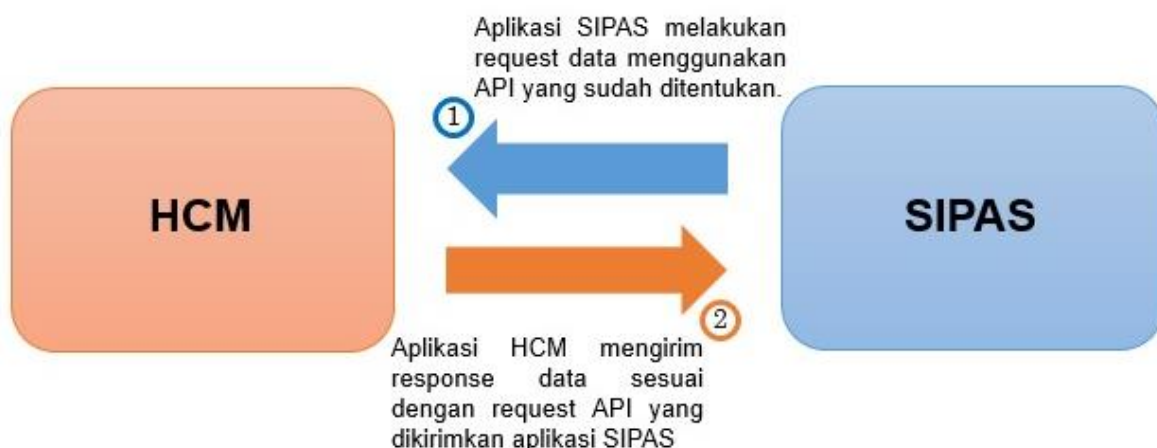 Aplikasi SIPAS melakukan
request data menggunakan
API yang sudah ditentukan.
1
HCM
SIPAS
2
Aplikasi HCM mengirim
response data sesuai
dengan request API yang
dikirimkan aplikasi SIPAS